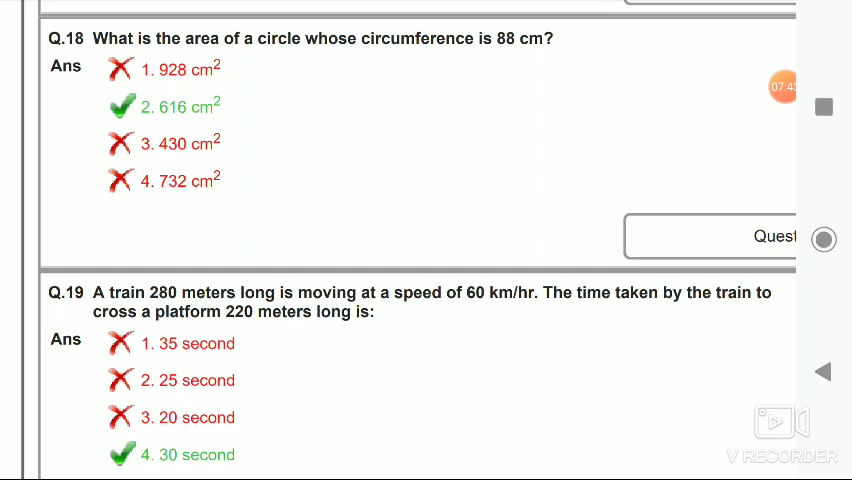 Q.18 What is the area of a circle whose circumference is 88 cm?
Ans 1. 928 cm²
2. 616 cm²
07:43
3. 430 cm²
4. 732 cm²
Quest
Q.19 A train 280 meters long is moving at a speed of 60 km/hr. The time taken by the train to
cross a platform 220 meters long is:
Ans 1. 35 second
2. 25 second
3. 20 second
4. 30 second
V RECORDER